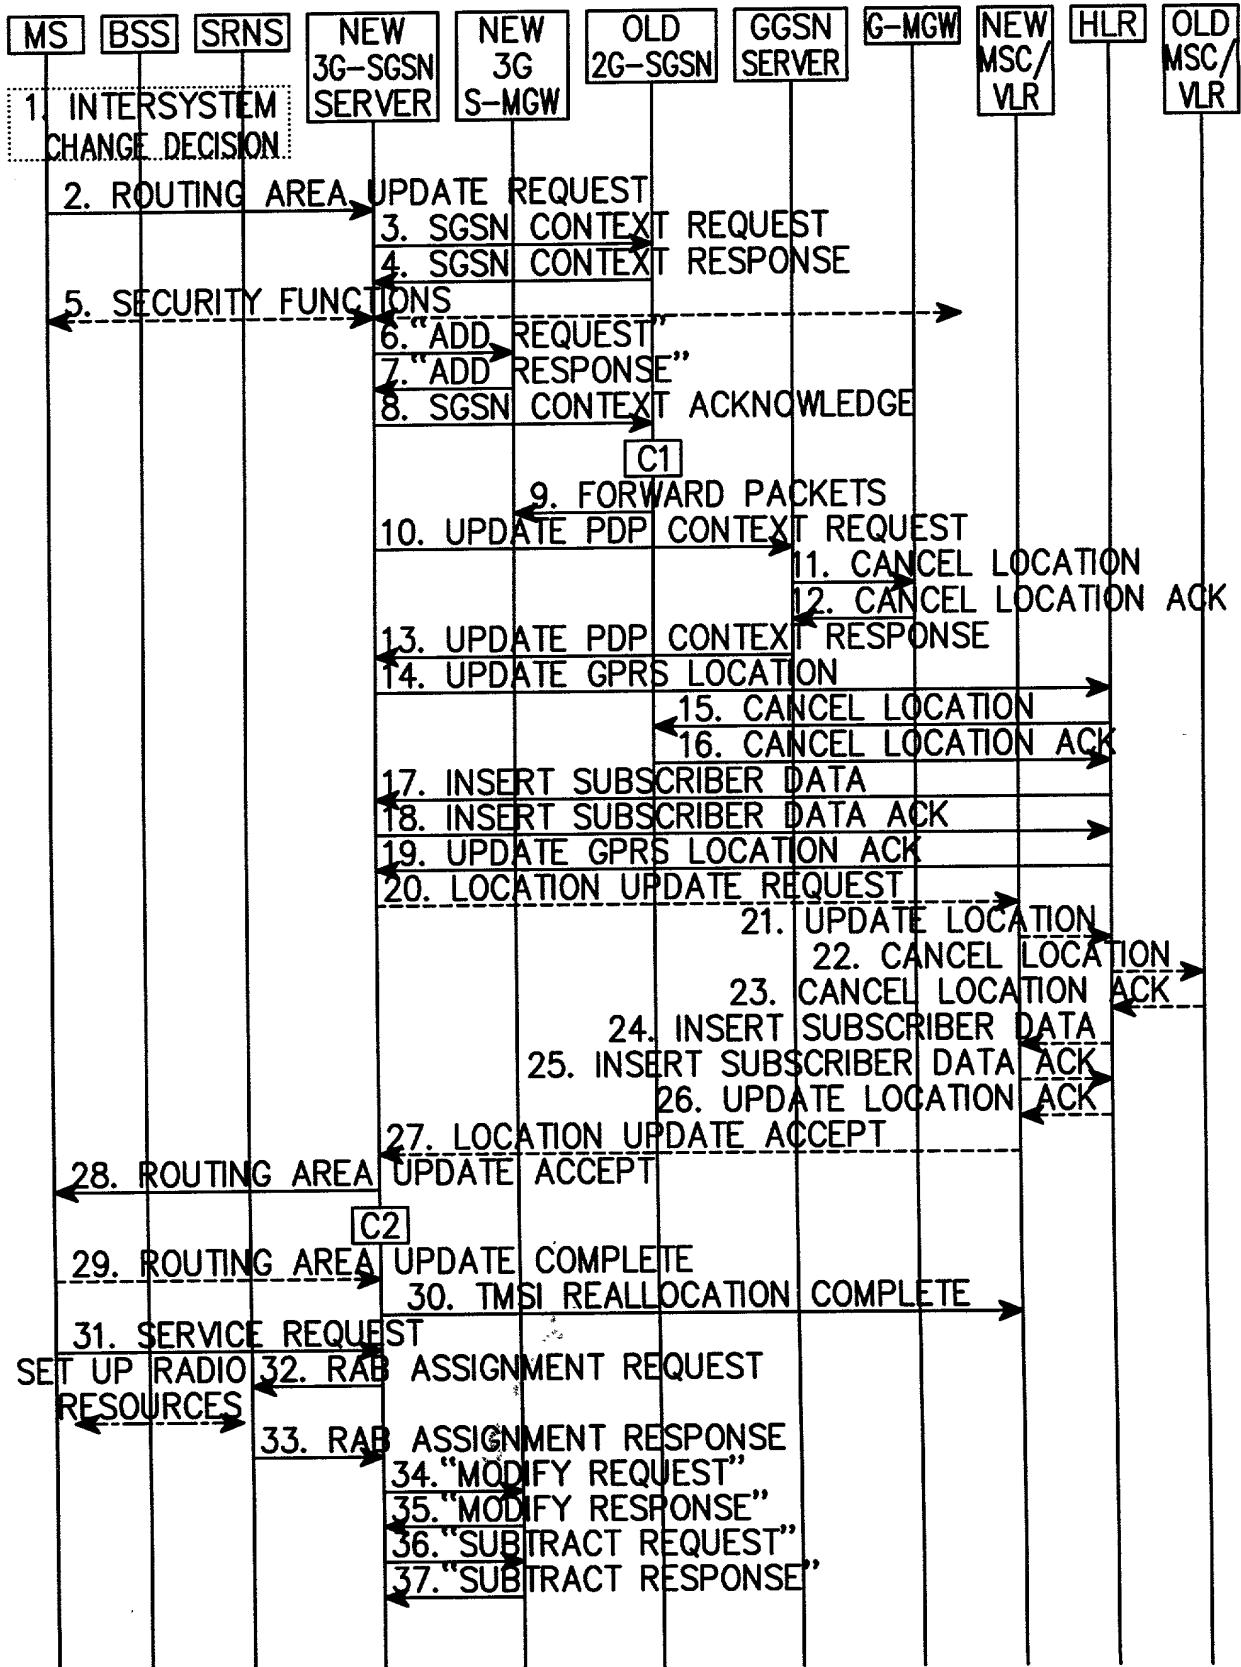 MS
BSS
SRNS
NEW
3G-SGSN
SERVER
NEW
3G
S-MGW
OLD
2G-SGSN
GGSN
SERVER
G-MGW
NEW
MSC/
VLR
HLR
OLD
MSC/
VLR
1. INTERSYSTEM
CHANGE DECISION
2. ROUTING AREA UPDATE REQUEST
3. SGSN CONTEXT REQUEST
4. SGSN CONTEXT RESPONSE
5. SECURITY FUNCTIONS
6."ADD REQUEST"
7."ADD RESPONSE"
8. SGSN CONTEXT ACKNOWLEDGE
C1
9. FORWARD PACKETS
10. UPDATE PDP CONTEXT REQUEST
11. CANCEL LOCATION
12. CANCEL LOCATION ACK
13. UPDATE PDP CONTEXT RESPONSE
14. UPDATE GPRS LOCATION
15. CANCEL LOCATION
16. CANCEL LOCATION ACK
17. INSERT SUBSCRIBER DATA
18. INSERT SUBSCRIBER DATA ACK
19. UPDATE GPRS LOCATION ACK
20. LOCATION UPDATE REQUEST
21. UPDATE LOCATION
22. CANCEL LOCATION
23. CANCEL LOCATION ACK
24. INSERT SUBSCRIBER DATA
25. INSERT SUBSCRIBER DATA ACK
26. UPDATE LOCATION ACK
27. LOCATION UPDATE ACCEPT
28. ROUTING AREA UPDATE ACCEPT
C2
29. ROUTING AREA UPDATE COMPLETE
30. TMSI REALLOCATION COMPLETE
31. SERVICE REQUEST
SET UP RADIO
RESOURCES
32. RAB ASSIGNMENT REQUEST
33. RAB ASSIGNMENT RESPONSE
34."MODIFY REQUEST"
35."MODIFY RESPONSE"
36."SUBTRACT REQUEST"
37."SUBTRACT RESPONSE"